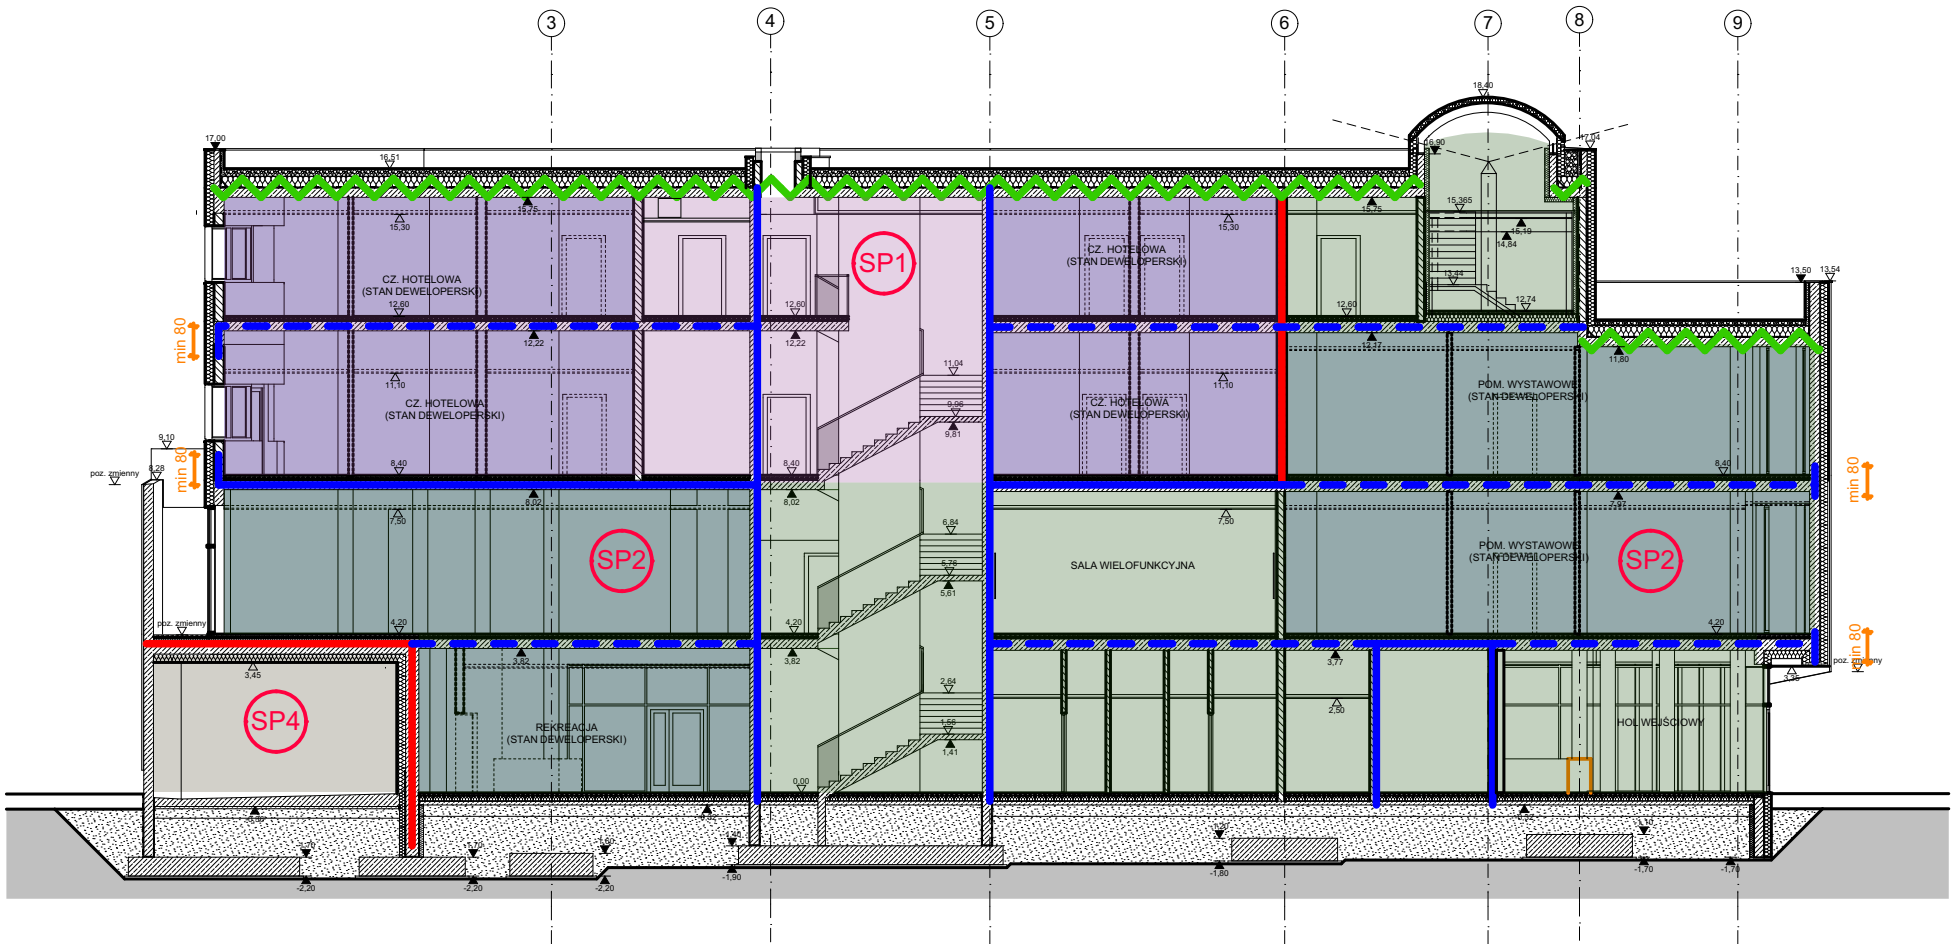 3 4 5 6 7 8 9
18,40
17,00
17,04
16,90
16,51
15,75
15,75
15,365
15,30
15,30
15,19
14,84
SP1
CZ. HOTELOWA
(STAN DEWELOPERSKI)
CZ. HOTELOWA
(STAN DEWELOPERSKI)
13,44
13,50
13,54
12,60
12,60
12,60
12,74
min 80
12,22
12,22
12,17
11,80
11,10
11,04
11,10
POM. WYSTAWOWE
(STAN DEWELOPERSKI)
CZ. HOTELOWA
(STAN DEWELOPERSKI)
CZ. HOTELOWA
(STAN DEWELOPERSKI)
9,96
9,81
9,10
poz. zmienny
8,28
min 80
8,40
8,40
8,40
min 80
8,02
8,02
7,97
7,50
7,50
6,84
SP2
5,76
5,61
SALA WIELOFUNKCYJNA
POM. WYSTAWOWE
(STAN DEWELOPERSKI)
SP2
poz. zmienny
4,20
4,20
4,20
min 80
3,82
3,82
3,77
poz. zmienny
3,45
3,35
2,64
2,50
SP4
REKREACJA
(STAN DEWELOPERSKI)
1,56
1,41
HOL WEJŚCIOWY
0,00
-2,20
-2,20
-2,20
-1,90
-1,80
-1,70
-1,70